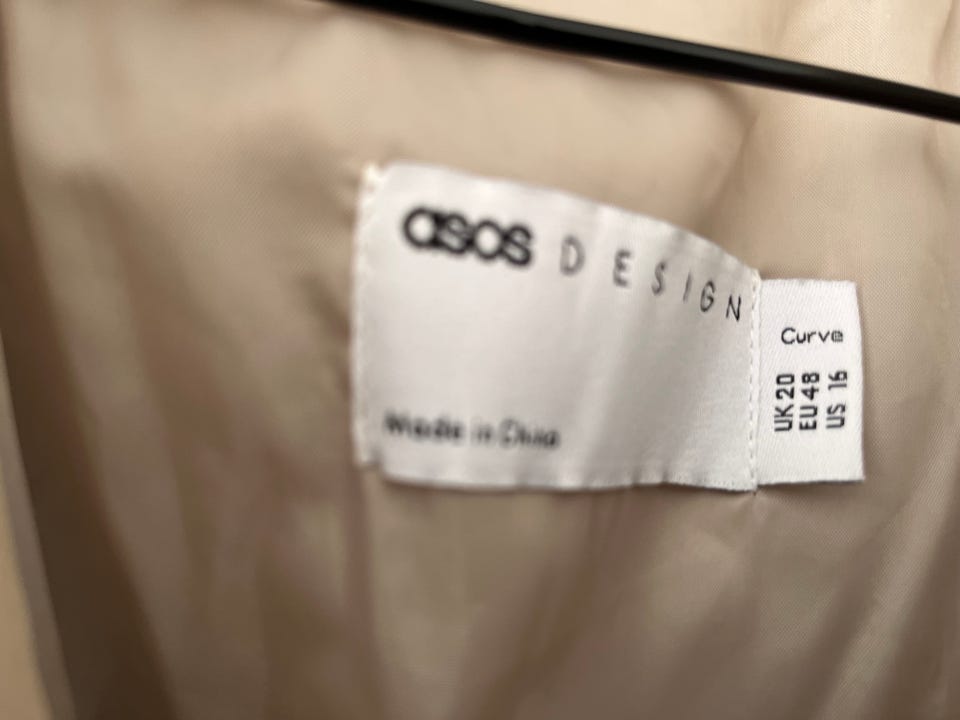 asos DESIGN
Made in China
Curve
UK 20
EU 48
US 16